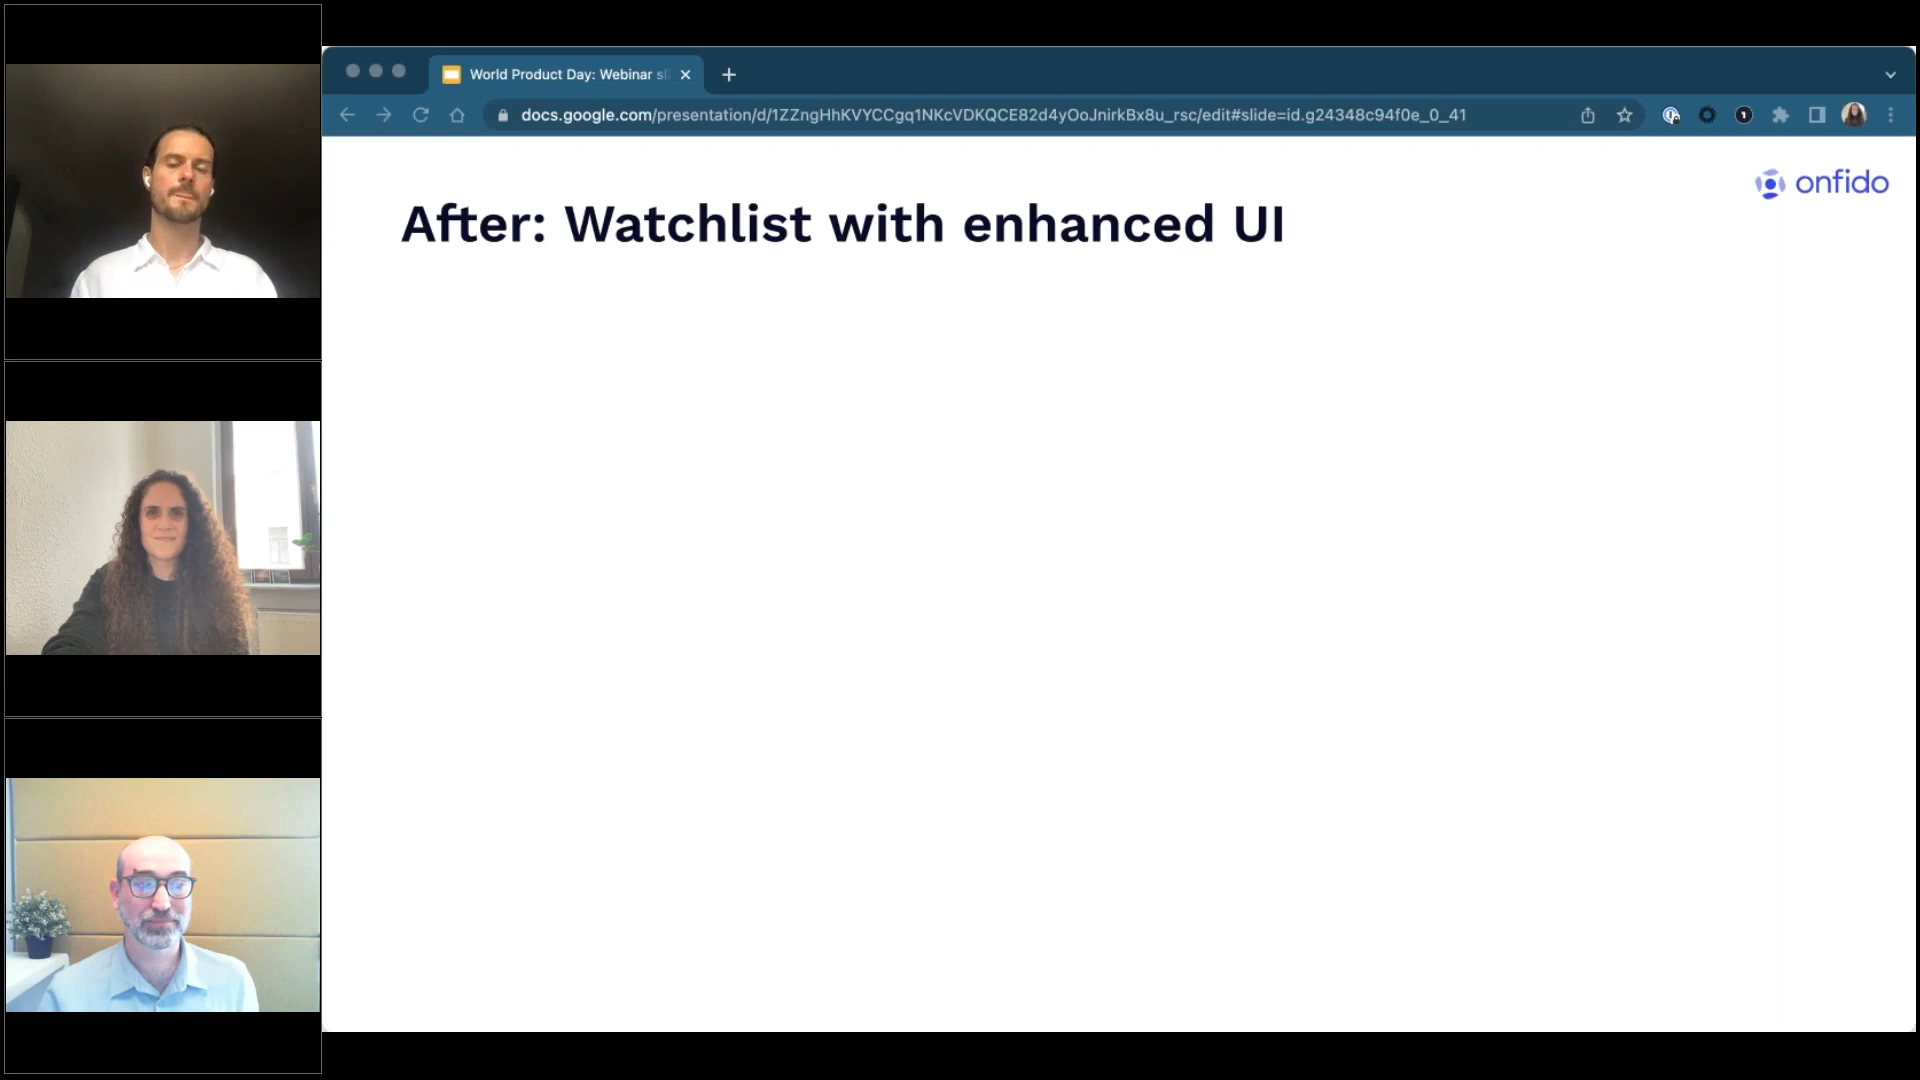 World Product Day: Webinar sli
docs.google.com/presentation/d/1ZZngHhKVYCCgq1NKcVDKQCE82d4yOoJnirkBx8u_rsc/edit#slide=id.g24348c94f0e_0_41
onfido
After: Watchlist with enhanced UI